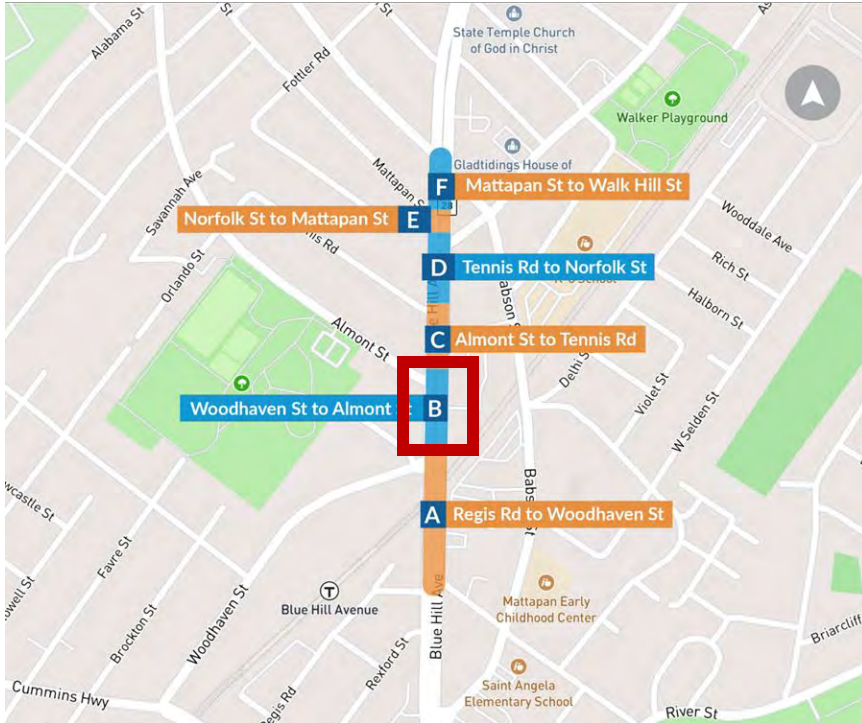 Alabama St
State Temple Church
of God in Christ
Fottler Rd
Walker Playground
Gladtidings House of
Mattapan St
F
Mattapan St to Walk Hill St
28
Savannah Ave
Norfolk St to Mattapan St
E
Wooddale Ave
Orlando St
D
Tennis Rd to Norfolk St
Rich St
School
Halborn St
Babson
Almont St
C
Almont St to Tennis Rd
Delhi St
Violet St
W Selden St
Woodhaven St to Almont
B
A
Regis Rd to Woodhaven St
Favre St
T
Blue Hill Avenue
Mattapan Early
Childhood Center
Brockton St
Woodhaven St
Blue Hill Ave
Rexford St
Saint Angela
Elementary School
Cummins Hwy
Regis Rd
River St